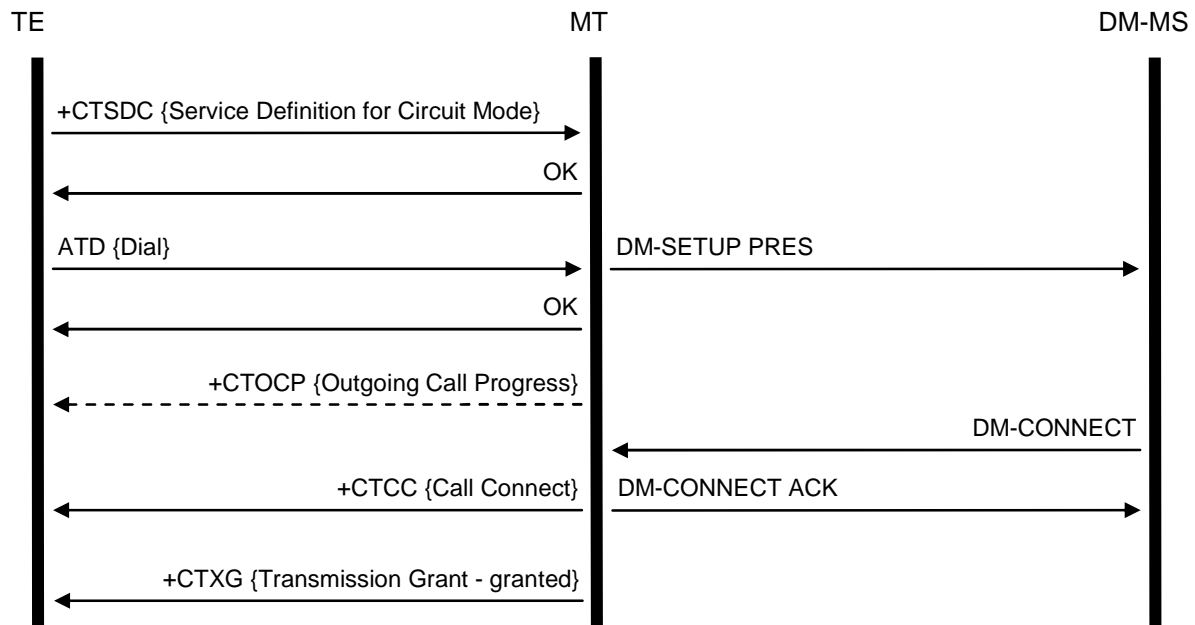 TE
MT
DM-MS
+CTSDC {Service Definition for Circuit Mode}
OK
ATD {Dial}
DM-SETUP PRES
OK
+CTOCP {Outgoing Call Progress}
DM-CONNECT
+CTCC {Call Connect}
DM-CONNECT ACK
+CTXG {Transmission Grant - granted}